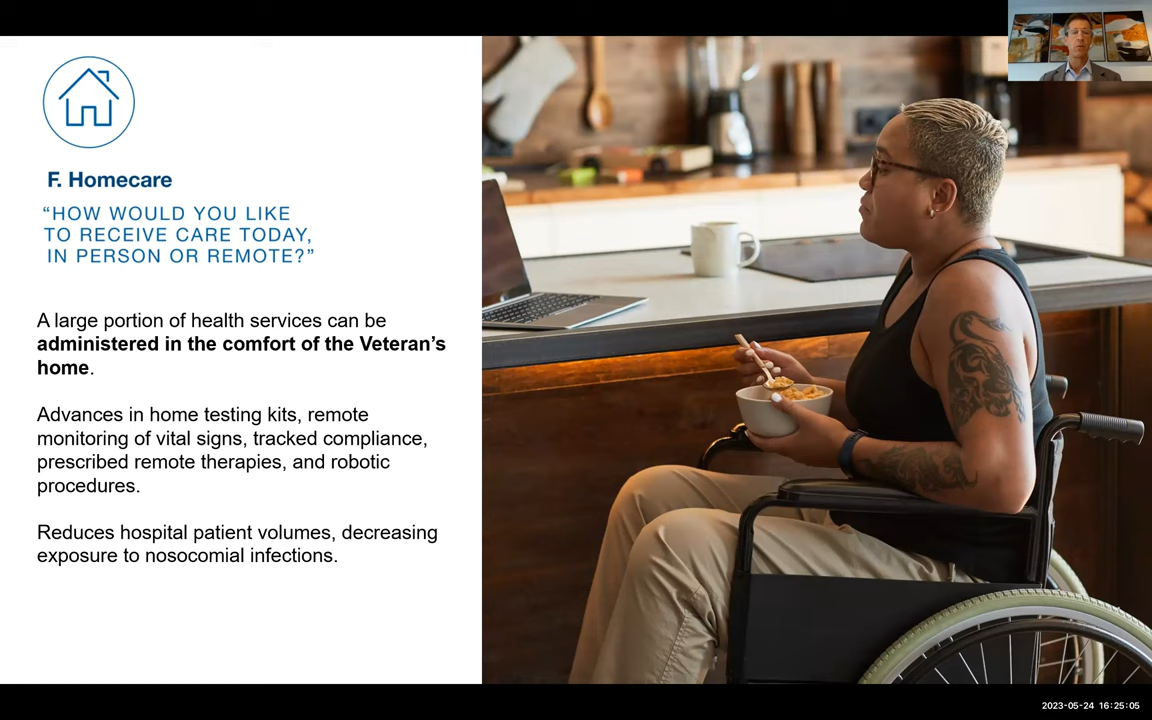 F. Homecare
“HOW WOULD YOU LIKE
TO RECEIVE CARE TODAY,
IN PERSON OR REMOTE?”
A large portion of health services can be
administered in the comfort of the Veteran’s
home.
Advances in home testing kits, remote
monitoring of vital signs, tracked compliance,
prescribed remote therapies, and robotic
procedures.
Reduces hospital patient volumes, decreasing
exposure to nosocomial infections.
2023-05-24 16:25:05